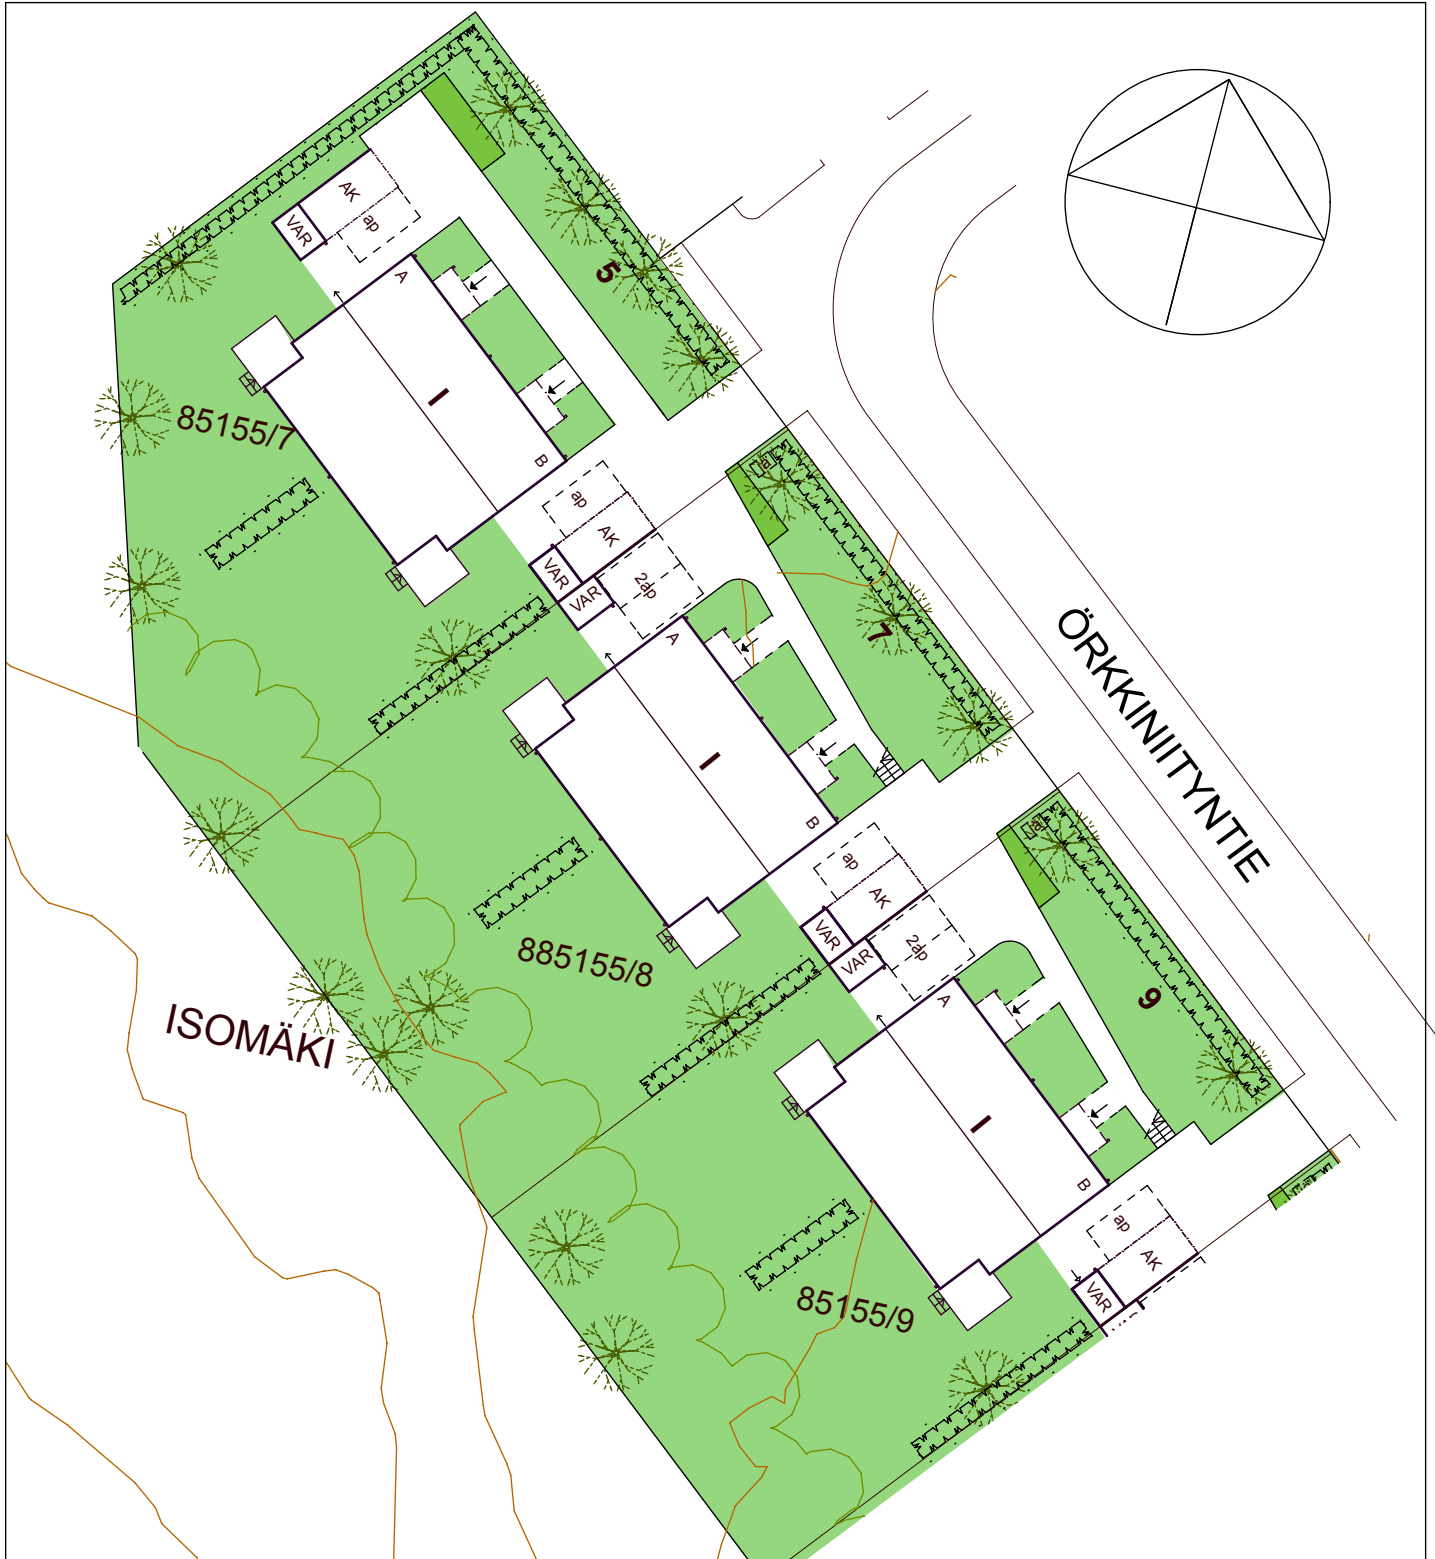 AK
VAR
ap
5
A
I
85155/7
B
ap
AK
VAR
VAR
2ap
7
A
ÖRKKINIITYNTIE
I
B
ap
AK
VAR
VAR
2ap
885155/8
9
A
ISOMÄKI
I
B
ap
AK
VAR
85155/9